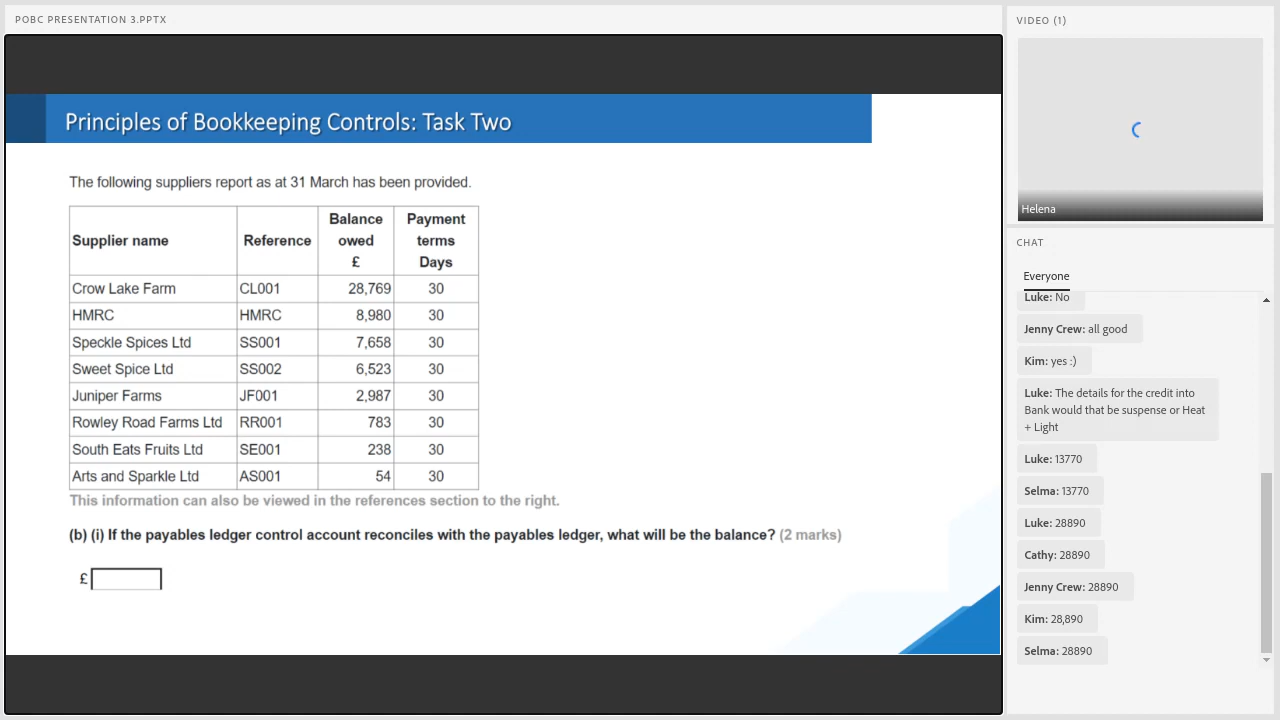 POBC PRESENTATION 3.PPTX
Principles of Bookkeeping Controls: Task Two
The following suppliers report as at 31 March has been provided.
Supplier name Reference Balance owed £ Payment terms Days
Crow Lake Farm CL001 28,769 30
HMRC HMRC 8,980 30
Speckle Spices Ltd SS001 7,658 30
Sweet Spice Ltd SS002 6,523 30
Juniper Farms JF001 2,987 30
Rowley Road Farms Ltd RR001 783 30
South Eats Fruits Ltd SE001 238 30
Arts and Sparkle Ltd AS001 54 30
This information can also be viewed in the references section to the right.
(b) (i) If the payables ledger control account reconciles with the payables ledger, what will be the balance? (2 marks)
£
VIDEO (1)
Helena
CHAT
Everyone
Luke: No
Jenny Crew: all good
Kim: yes :)
Luke: The details for the credit into
Bank would that be suspense or Heat
+ Light
Luke: 13770
Selma: 13770
Luke: 28890
Cathy: 28890
Jenny Crew: 28890
Kim: 28,890
Selma: 28890